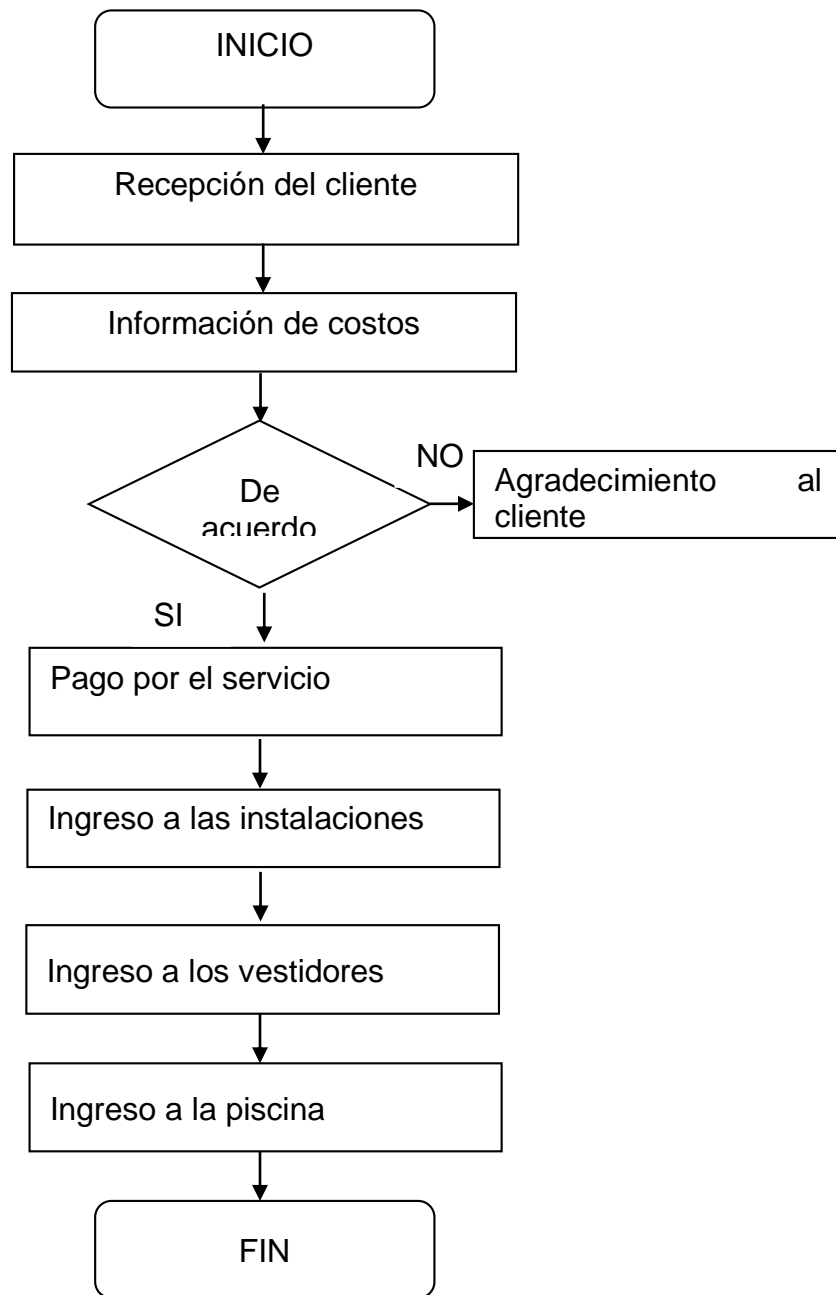 INICIO
Recepción del cliente
Información de costos
NO
De
acuerdo
Agradecimiento al
cliente
SI
Pago por el servicio
Ingreso a las instalaciones
Ingreso a los vestidores
Ingreso a la piscina
FIN